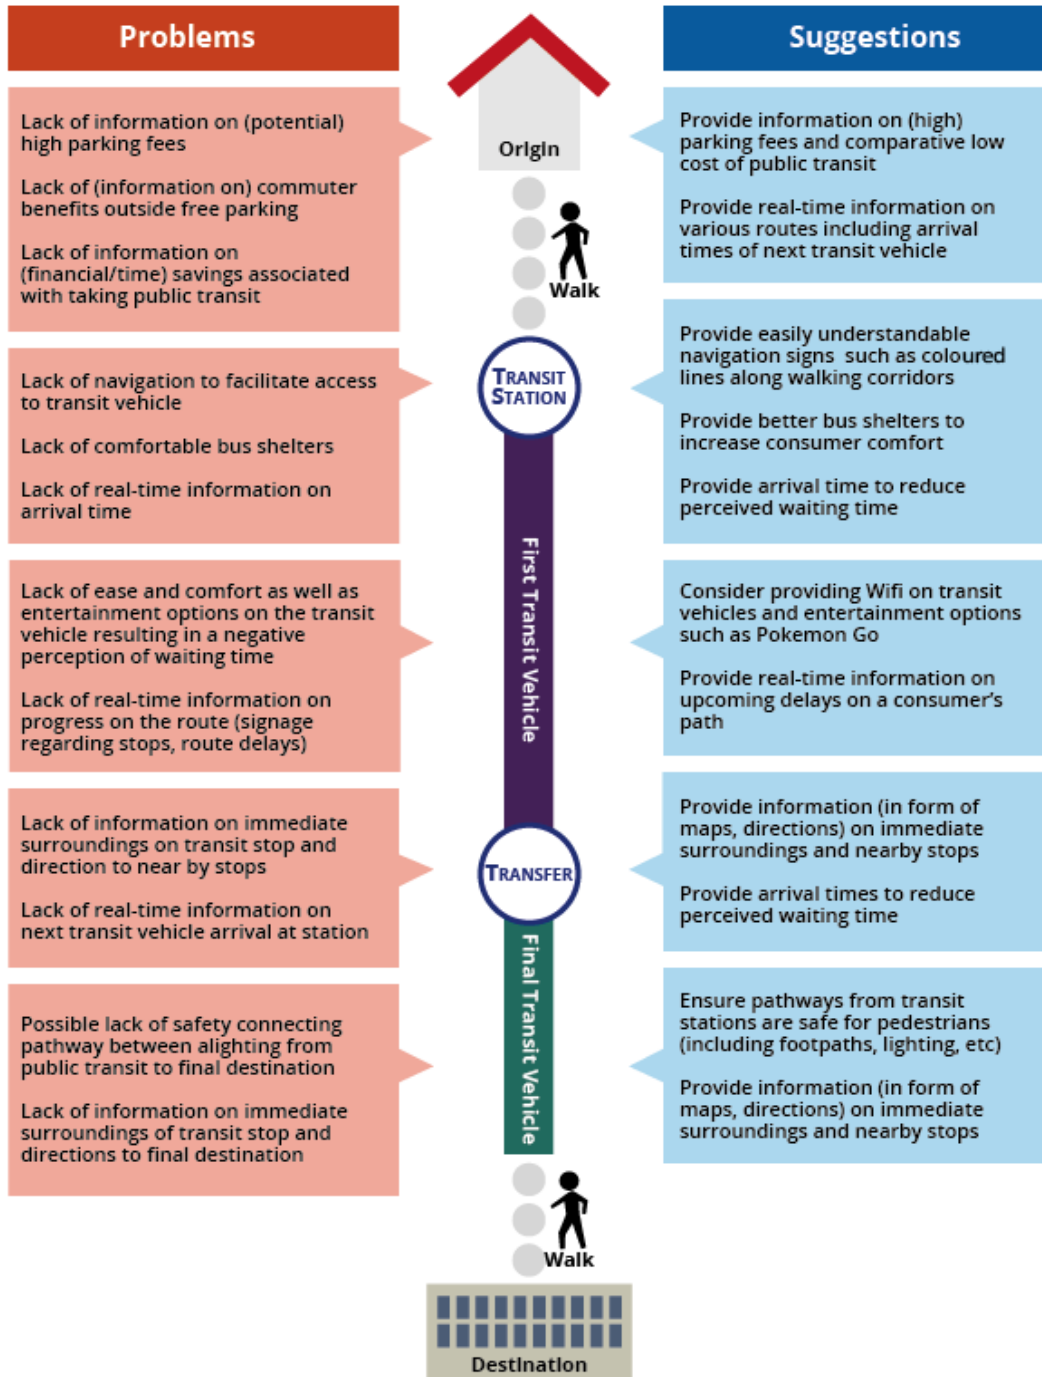 Problems
Lack of information on (potential)
high parking fees
Lack of (information on) commuter
benefits outside free parking
Lack of information on
(financial/time) savings associated
with taking public transit
Lack of navigation to facilitate access
to transit vehicle
Lack of comfortable bus shelters
Lack of real-time information on
arrival time
Lack of ease and comfort as well as
entertainment options on the transit
vehicle resulting in a negative
perception of waiting time
Lack of real-time information on
progress on the route (signage
regarding stops, route delays)
Lack of information on immediate
surroundings on transit stop and
direction to near by stops
Lack of real-time information on
next transit vehicle arrival at station
Possible lack of safety connecting
pathway between alighting from
public transit to final destination
Lack of information on immediate
surroundings of transit stop and
directions to final destination
Origin
Walk
TRANSIT
STATION
First Transit Vehicle
TRANSFER
Final Transit Vehicle
Walk
Destination
Suggestions
Provide information on (high)
parking fees and comparative low
cost of public transit
Provide real-time information on
various routes including arrival
times of next transit vehicle
Provide easily understandable
navigation signs such as coloured
lines along walking corridors
Provide better bus shelters to
increase consumer comfort
Provide arrival time to reduce
perceived waiting time
Consider providing Wifi on transit
vehicles and entertainment options
such as Pokemon Go
Provide real-time information on
upcoming delays on a consumer's
path
Provide information (in form of
maps, directions) on immediate
surroundings and nearby stops
Provide arrival times to reduce
perceived waiting time
Ensure pathways from transit
stations are safe for pedestrians
(including footpaths, lighting, etc)
Provide information (in form of
maps, directions) on immediate
surroundings and nearby stops